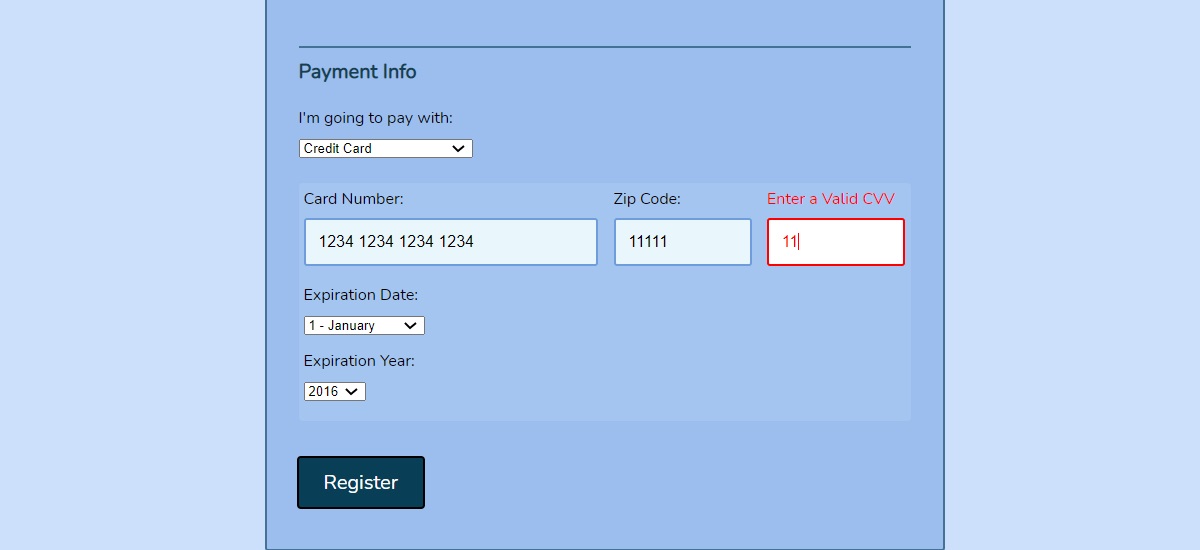 Payment Info
I'm going to pay with:
Credit Card
Card Number: Zip Code: Enter a Valid CVV
1234 1234 1234 1234 11111 11
Expiration Date:
1 - January
Expiration Year:
2016
Register